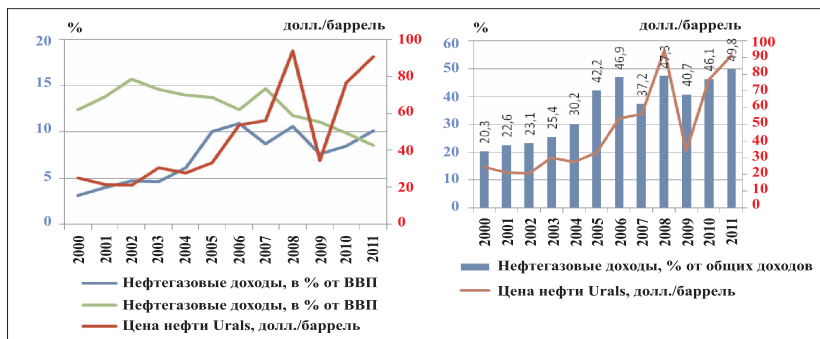 % долл./баррель
20
15
10
5
0
100
80
60
40
20
0
2000 2001 2002 2003 2004 2005 2006 2007 2008 2009 2010 2011
Нефтегазовые доходы, в % от ВВП
Нефтегазовые доходы, в % от ВВП
Цена нефти Urals, долл./баррель
% долл./баррель
60
50
40
30
20
10
0
100
90
80
70
60
50
40
30
20
10
0
20,3 22,6 23,1 25,4 30,2 42,2 46,9 37,2 47,3 40,7 46,1 49,8
2000 2001 2002 2003 2004 2005 2006 2007 2008 2009 2010 2011
Нефтегазовые доходы, % от общих доходов
Цена нефти Urals, долл./баррель